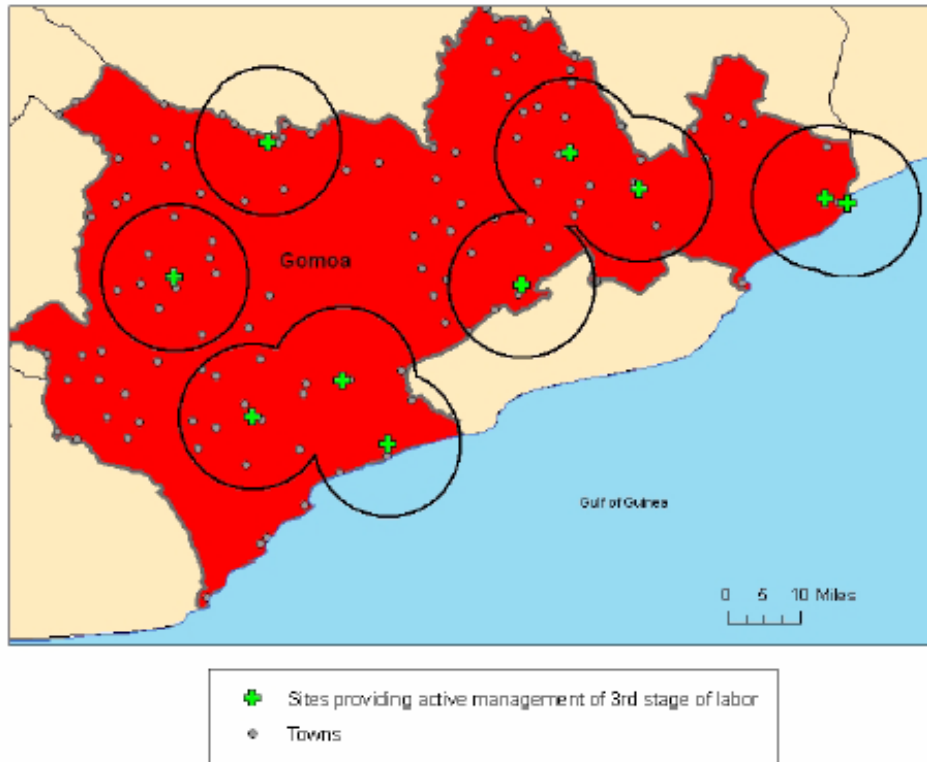 Gomoa
Gulf of Guinea
0 5 10 Miles
Sites providing active management of 3rd stage of labor
Towns